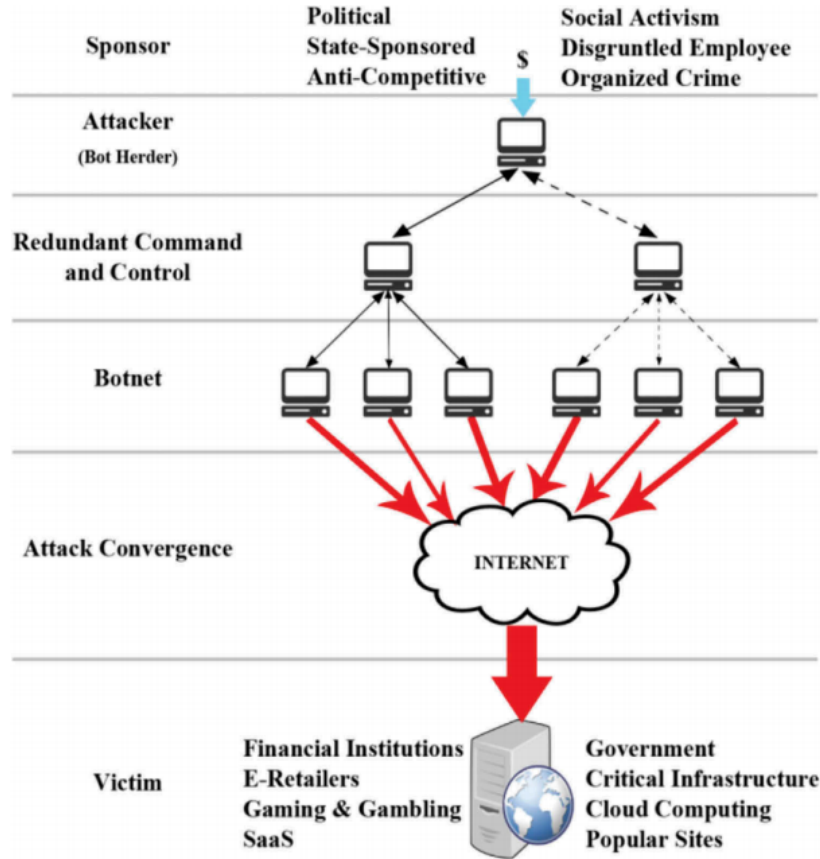 Sponsor
Political
State-Sponsored
Anti-Competitive
$
Social Activism
Disgruntled Employee
Organized Crime
Attacker
(Bot Herder)
Redundant Command
and Control
Botnet
Attack Convergence
INTERNET
Victim
Financial Institutions
E-Retailers
Gaming & Gambling
SaaS
Government
Critical Infrastructure
Cloud Computing
Popular Sites